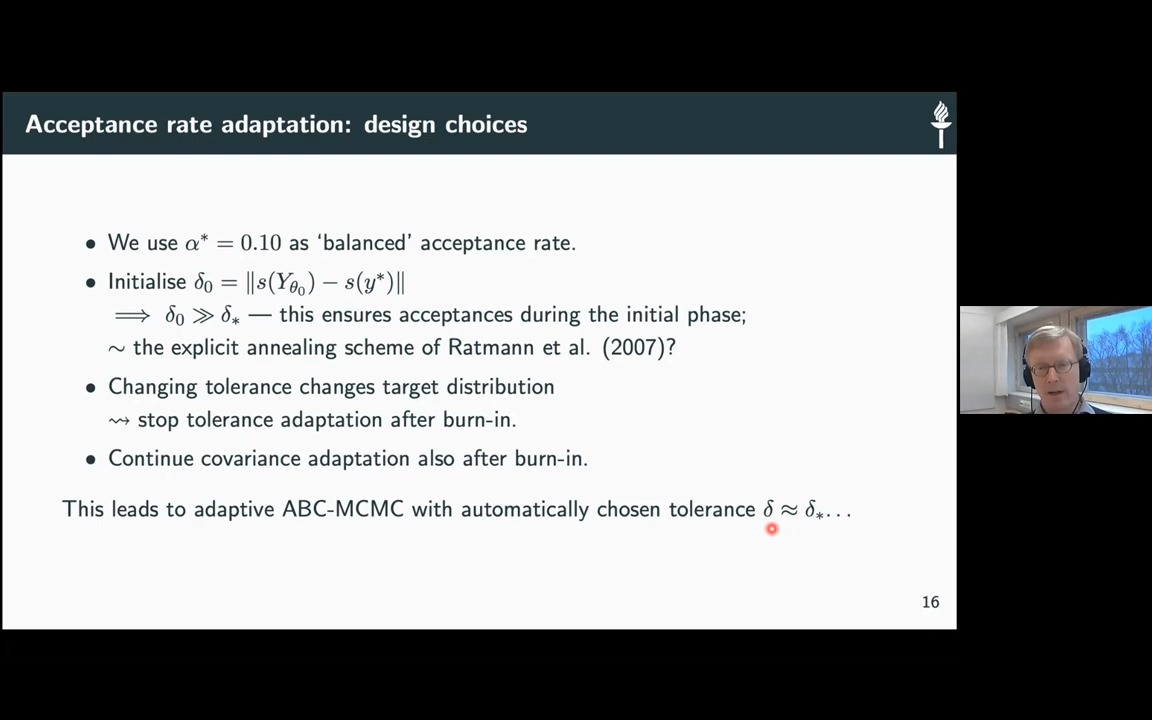 Acceptance rate adaptation: design choices
• We use α* = 0.10 as ‘balanced’ acceptance rate.
• Initialise δ₀ = ‖s(Y_θ₀) − s(y*)‖
⟹ δ₀ ≫ δ_* — this ensures acceptances during the initial phase;
∼ the explicit annealing scheme of Ratmann et al. (2007)?
• Changing tolerance changes target distribution
⇝ stop tolerance adaptation after burn-in.
• Continue covariance adaptation also after burn-in.
This leads to adaptive ABC-MCMC with automatically chosen tolerance δ ≈ δ_*...
16